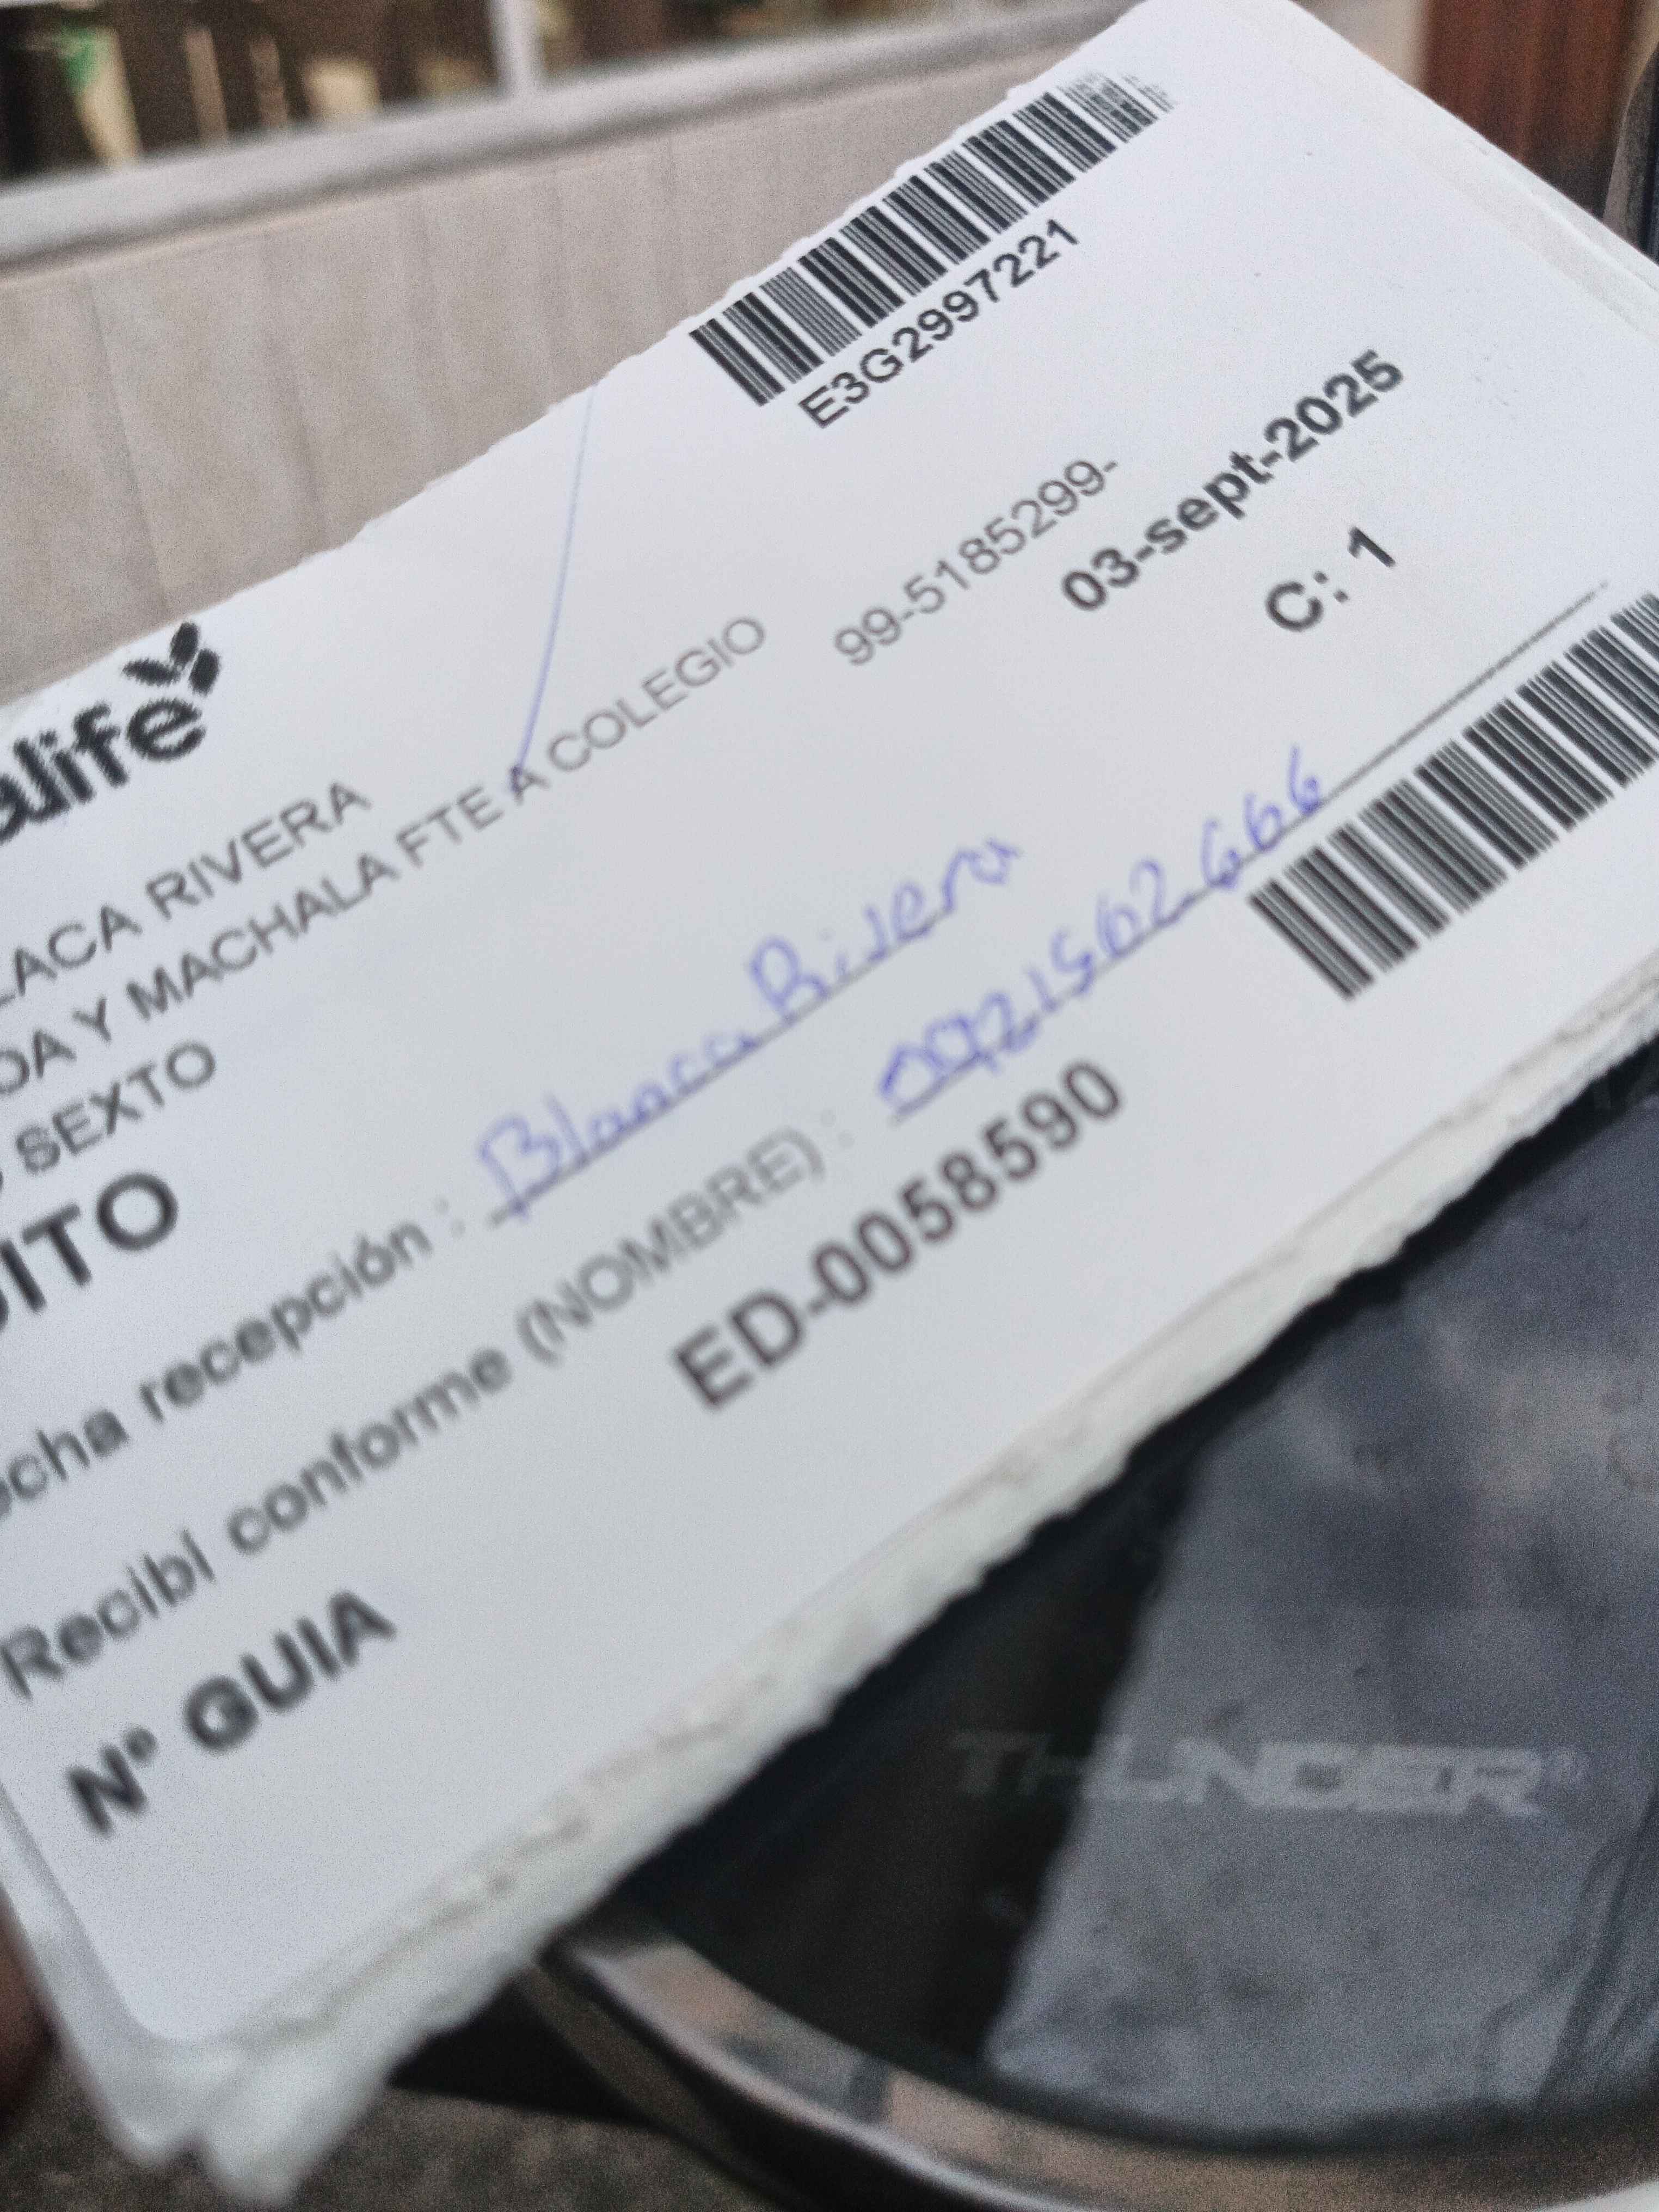 E3G2997221
alife
LACA RIVERA
DA Y MACHALA FTE A COLEGIO
99-5185299-
SEXTO
03-sept-2025
ITO
C: 1
cha recepción : Blanca Rivera
Recibí conforme (NOMBRE) :
Nº GUIA
ED-0058590
THUNDER